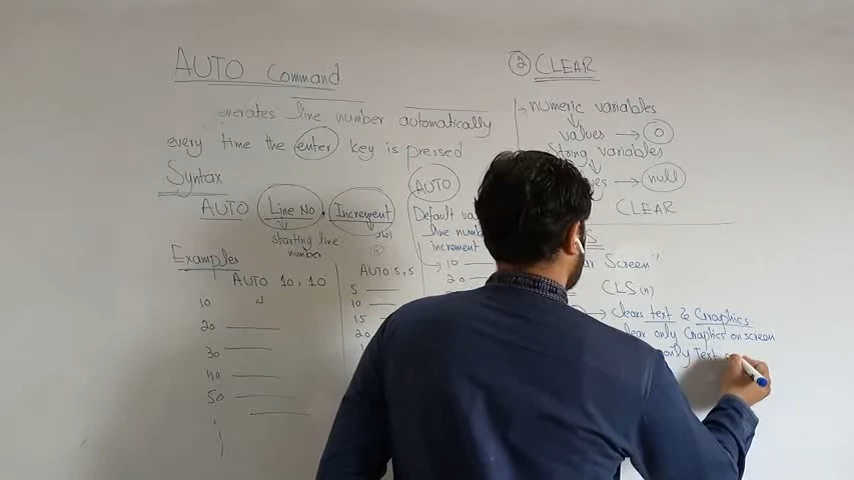 AUTO Command
enerates line number automatically
every time the enter key is pressed
Syntax
AUTO Line No, Increment
starting line
number
Examples
AUTO 10, 10
10
20
30
40
50
AUTO 5, 5
5
10
15
20
AUTO
Default
line
increment
10
20
② CLEAR
numeric variables
values → 0
String variables
→ null
CLEAR
Screen"
CLS(n)
clears text & Graphics
clear only Graphics on screen
only Text